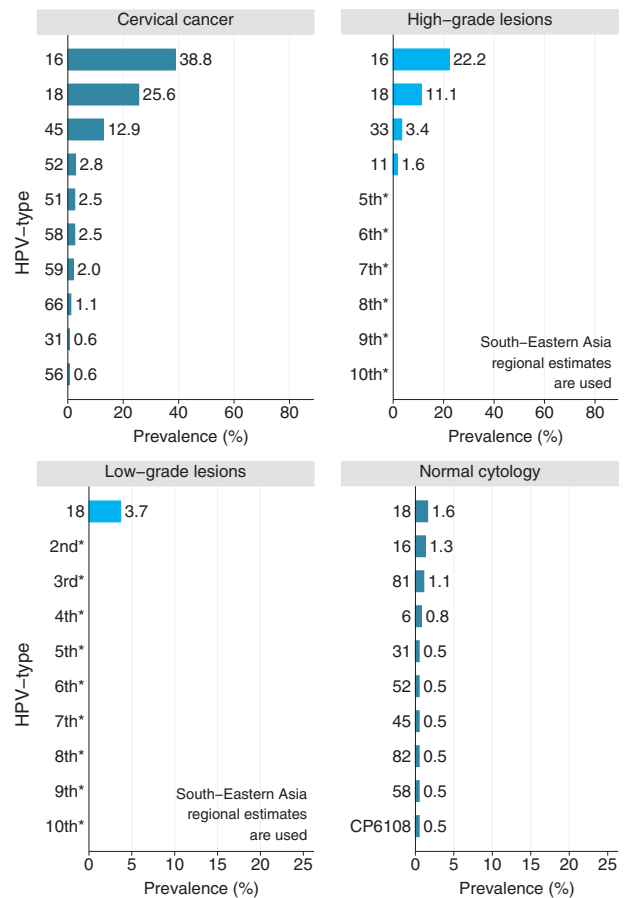 Cervical cancer
HPV−type
16 38.8
18 25.6
45 12.9
52 2.8
51 2.5
58 2.5
59 2.0
66 1.1
31 0.6
56 0.6
0 20 40 60 80
Prevalence (%)
High−grade lesions
16 22.2
18 11.1
33 3.4
11 1.6
5th*
6th*
7th*
8th*
9th*
10th*
South−Eastern Asia
regional estimates
are used
0 20 40 60 80
Prevalence (%)
Low−grade lesions
HPV−type
18 3.7
2nd*
3rd*
4th*
5th*
6th*
7th*
8th*
9th*
10th*
South−Eastern Asia
regional estimates
are used
0 5 10 15 20 25
Prevalence (%)
Normal cytology
18 1.6
16 1.3
81 1.1
6 0.8
31 0.5
52 0.5
45 0.5
82 0.5
58 0.5
CP6108 0.5
0 5 10 15 20 25
Prevalence (%)